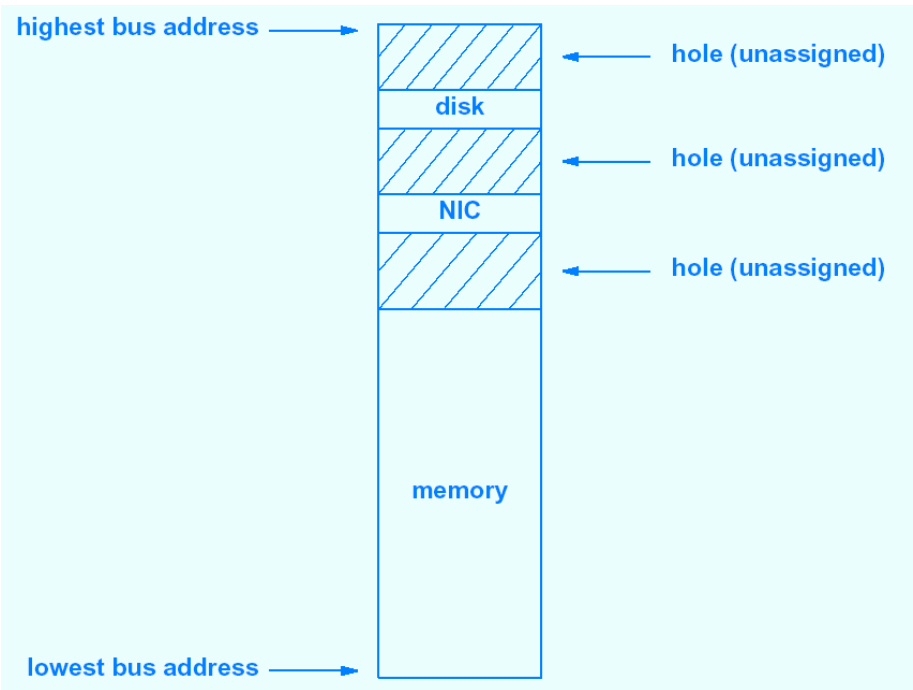 highest bus address
hole (unassigned)
disk
hole (unassigned)
NIC
hole (unassigned)
memory
lowest bus address